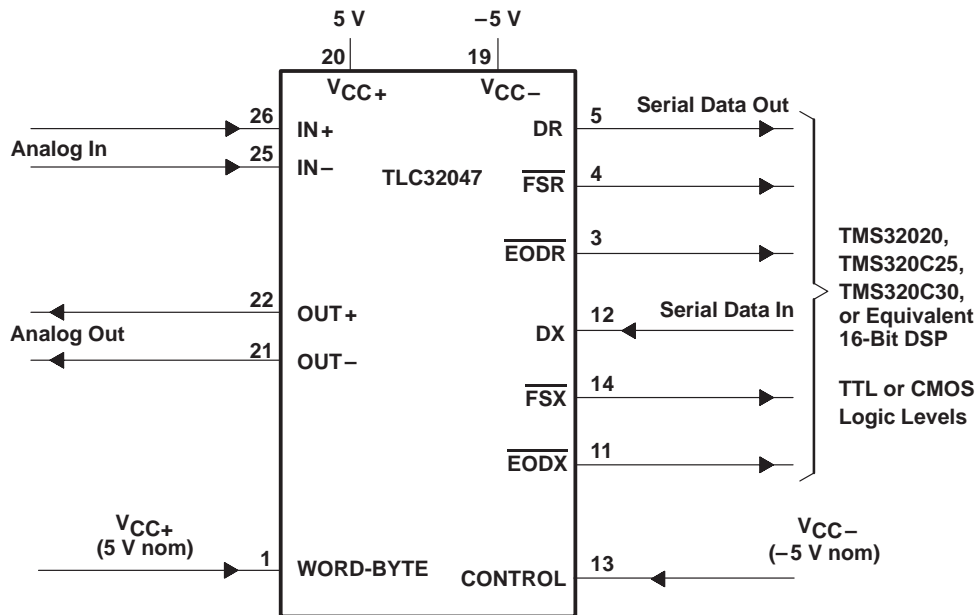 5 V
–5 V
20
19
VCC+
VCC–
26
IN+
DR
5
Serial Data Out
Analog In
25
IN–
TLC32047
FSR
4
EODR
3
TMS32020,
TMS320C25,
TMS320C30,
or Equivalent
16-Bit DSP
22
OUT+
DX
12
Serial Data In
Analog Out
21
OUT–
FSX
14
TTL or CMOS
Logic Levels
EODX
11
VCC+
(5 V nom)
1
WORD-BYTE
CONTROL
13
VCC–
(–5 V nom)